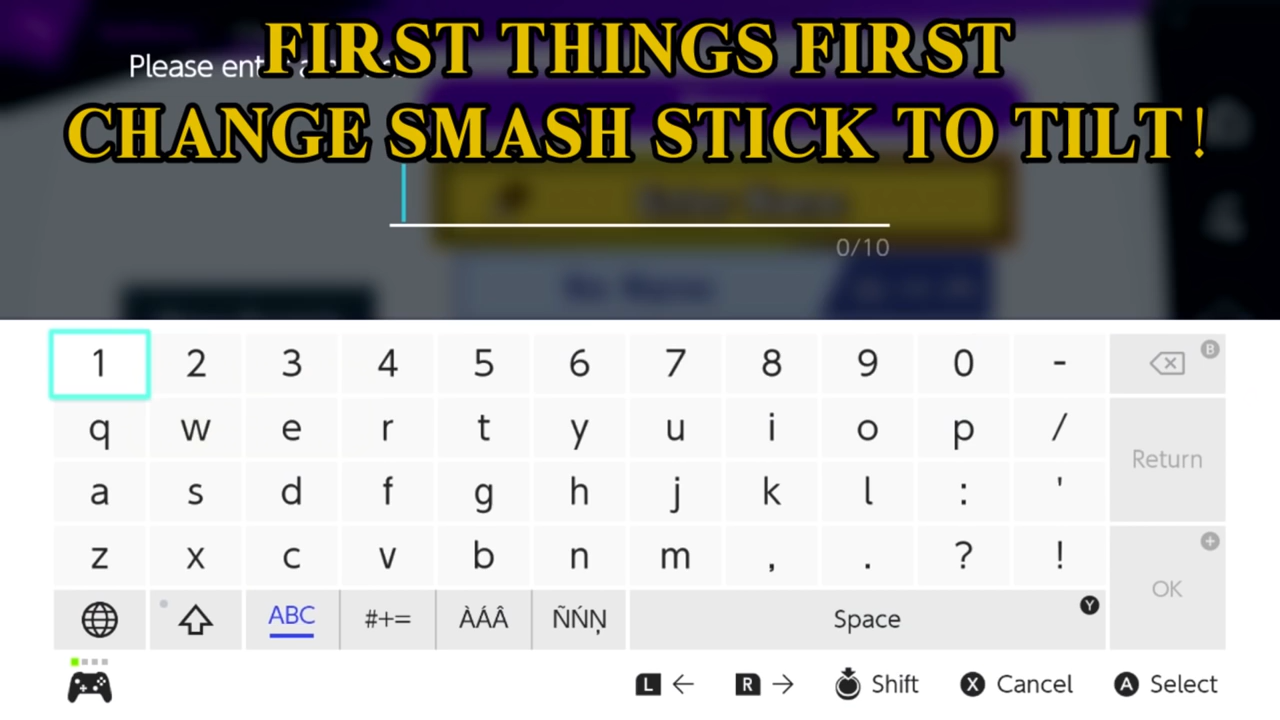 FIRST THINGS FIRST
Please ent
CHANGE SMASH STICK TO TILT!
0/10
1 2 3 4 5 6 7 8 9 0 -
B
q w e r t y u i o p /
Return
a s d f g h j k l : '
z x c v b n m , . ? !
+
OK
ABC #+= ÀÁÂ ÑŃŅ Space Y
L ← R → Shift X Cancel A Select